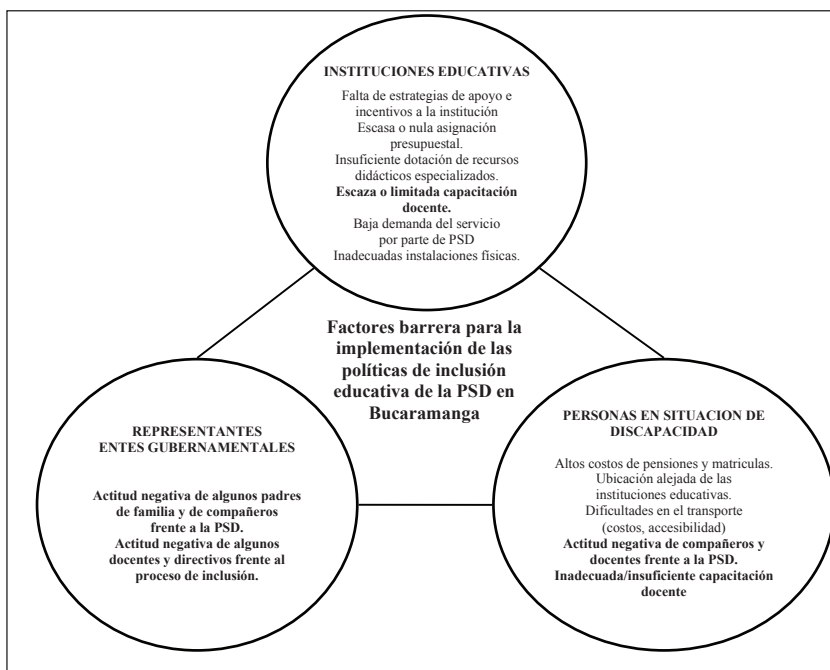 INSTITUCIONES EDUCATIVAS
Falta de estrategias de apoyo e
incentivos a la institución
Escasa o nula asignación
presupuestal.
Insuficiente dotación de recursos
didácticos especializados.
Escaza o limitada capacitación
docente.
Baja demanda del servicio
por parte de PSD
Inadecuadas instalaciones físicas.
Factores barrera para la
implementación de las
políticas de inclusión
educativa de la PSD en
Bucaramanga
REPRESENTANTES
ENTES GUBERNAMENTALES
Actitud negativa de algunos padres
de familia y de compañeros
frente a la PSD.
Actitud negativa de algunos
docentes y directivos frente al
proceso de inclusión.
PERSONAS EN SITUACION DE
DISCAPACIDAD
Altos costos de pensiones y matriculas.
Ubicación alejada de las
instituciones educativas.
Dificultades en el transporte
(costos, accesibilidad)
Actitud negativa de compañeros y
docentes frente a la PSD.
Inadecuada/insuficiente capacitación
docente